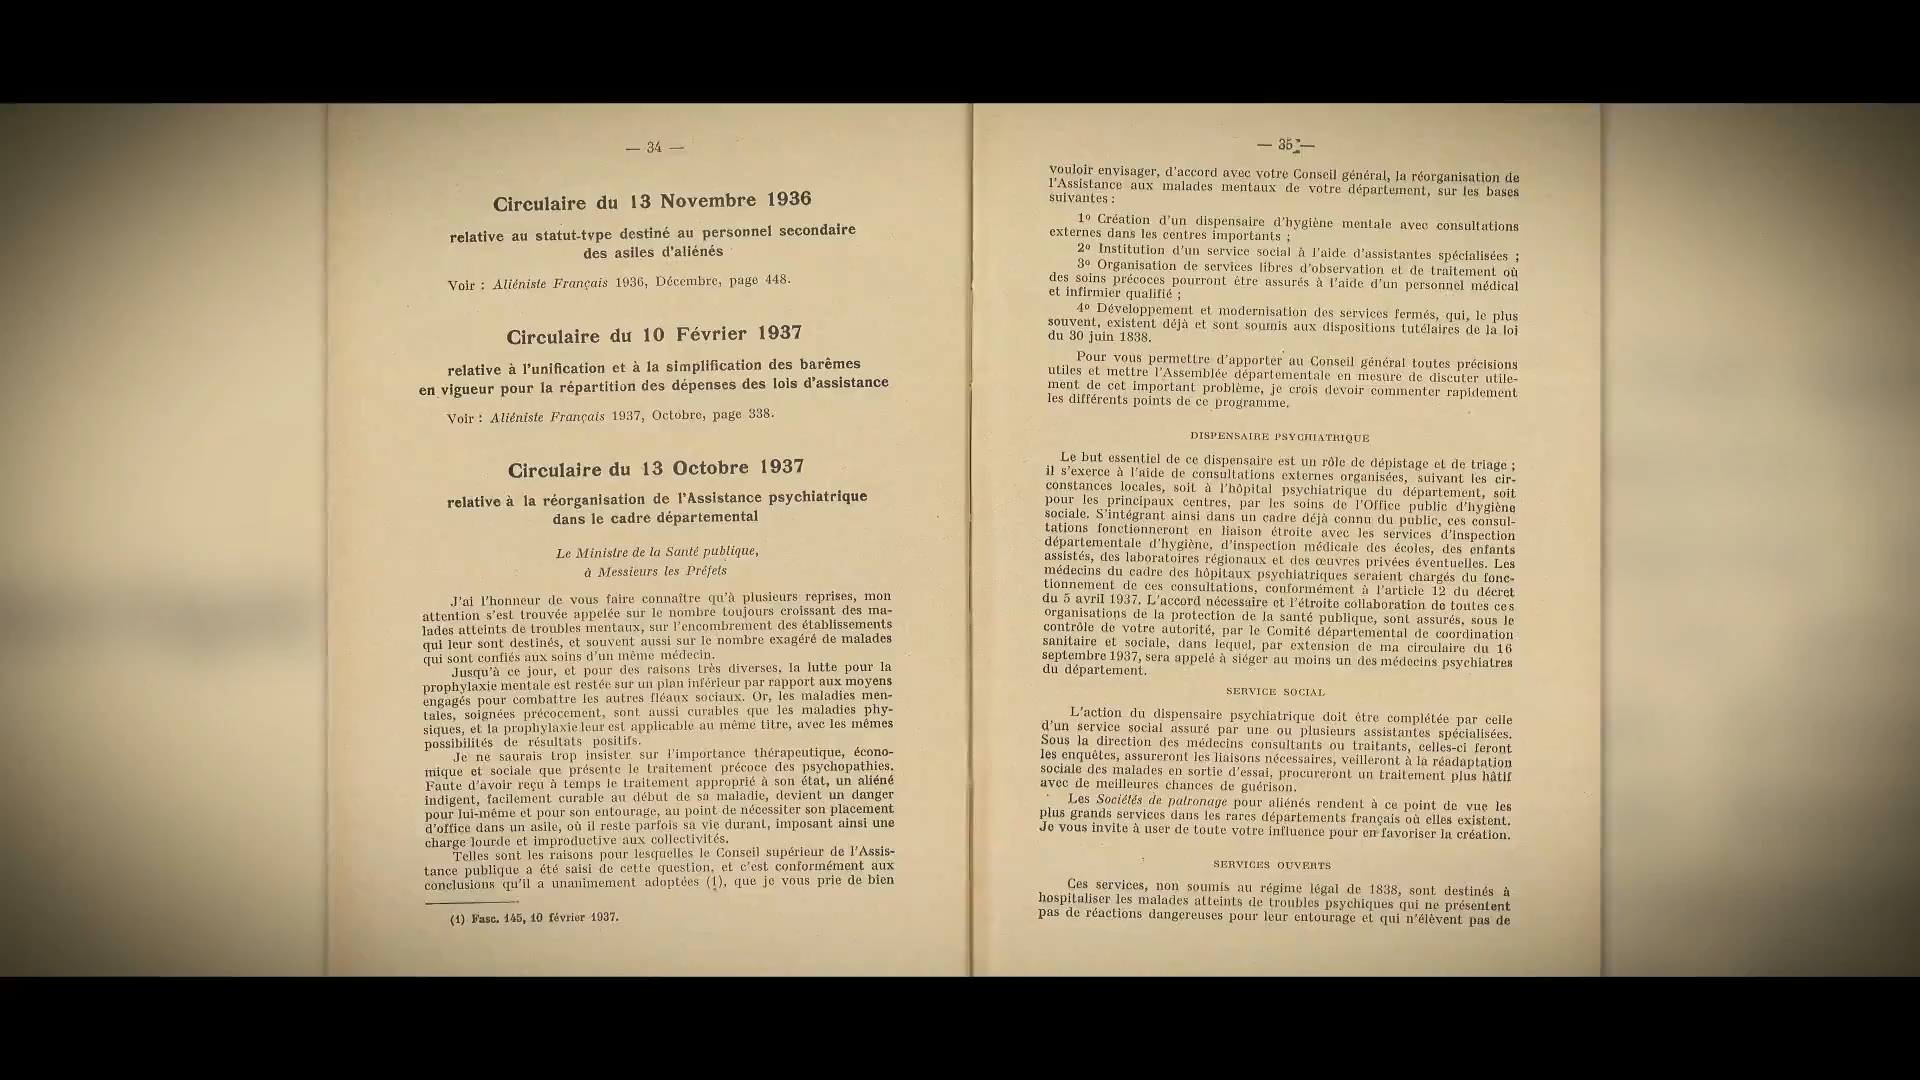 — 34 —
Circulaire du 13 Novembre 1936
relative au statut-type destiné au personnel secondaire
des asiles d'aliénés
Voir : Aliéniste Français 1936, Décembre, page 448.
Circulaire du 10 Février 1937
relative à l'unification et à la simplification des barêmes
en vigueur pour la répartition des dépenses des lois d'assistance
Voir : Aliéniste Français 1937, Octobre, page 338.
Circulaire du 13 Octobre 1937
relative à la réorganisation de l'Assistance psychiatrique
dans le cadre départemental
Le Ministre de la Santé publique,
à Messieurs les Préfets
J'ai l'honneur de vous faire connaître qu'à plusieurs reprises, mon
attention s'est trouvée appelée sur le nombre toujours croissant des ma-
lades atteints de troubles mentaux, sur l'encombrement des établissements
qui leur sont destinés, et souvent aussi sur le nombre exagéré de malades
qui sont confiés aux soins d'un même médecin.
Jusqu'à ce jour, et pour des raisons très diverses, la lutte pour la
prophylaxie mentale est restée sur un plan inférieur par rapport aux moyens
engagés pour combattre les autres fléaux sociaux. Or, les maladies men-
tales, soignées précocement, sont aussi curables que les maladies phy-
siques, et la prophylaxie leur est applicable au même titre, avec les mêmes
possibilités de résultats positifs.
Je ne saurais trop insister sur l'importance thérapeutique, écono-
mique et sociale que présente le traitement précoce des psychopathies.
Faute d'avoir reçu à temps le traitement approprié à son état, un aliéné
indigent, facilement curable au début de sa maladie, devient un danger
pour lui-même et pour son entourage, au point de nécessiter son placement
d'office dans un asile, où il reste parfois sa vie durant, imposant ainsi une
charge lourde et improductive aux collectivités.
Telles sont les raisons pour lesquelles le Conseil supérieur de l'Assis-
tance publique a été saisi de cette question, et c'est conformément aux
conclusions qu'il a unanimement adoptées (1), que je vous prie de bien
(1) Fasc. 145, 10 février 1937.
— 35 —
vouloir envisager, d'accord avec votre Conseil général, la réorganisation de
l'Assistance aux malades mentaux de votre département, sur les bases
suivantes :
1º Création d'un dispensaire d'hygiène mentale avec consultations
externes dans les centres importants ;
2º Institution d'un service social à l'aide d'assistantes spécialisées ;
3º Organisation de services libres d'observation et de traitement où
des soins précoces pourront être assurés à l'aide d'un personnel médical
et infirmier qualifié ;
4º Développement et modernisation des services fermés, qui, le plus
souvent, existent déjà et sont soumis aux dispositions tutélaires de la loi
du 30 juin 1838.
Pour vous permettre d'apporter au Conseil général toutes précisions
utiles et mettre l'Assemblée départementale en mesure de discuter utile-
ment de cet important problème, je crois devoir commenter rapidement
les différents points de ce programme.
DISPENSAIRE PSYCHIATRIQUE
Le but essentiel de ce dispensaire est un rôle de dépistage et de triage ;
il s'exerce à l'aide de consultations externes organisées, suivant les cir-
constances locales, soit à l'hôpital psychiatrique du département, soit
pour les principaux centres, par les soins de l'Office public d'hygiène
sociale. S'intégrant ainsi dans un cadre déjà connu du public, ces consul-
tations fonctionneront en liaison étroite avec les services d'inspection
départementale d'hygiène, d'inspection médicale des écoles, des enfants
assistés, des laboratoires régionaux et des œuvres privées éventuelles. Les
médecins du cadre des hôpitaux psychiatriques seraient chargés du fonc-
tionnement de ces consultations, conformément à l'article 12 du décret
du 5 avril 1937. L'accord nécessaire et l'étroite collaboration de toutes ces
organisations de la protection de la santé publique, sont assurés, sous le
contrôle de votre autorité, par le Comité départemental de coordination
sanitaire et sociale, dans lequel, par extension de ma circulaire du 16
septembre 1937, sera appelé à siéger au moins un des médecins psychiatres
du département.
SERVICE SOCIAL
L'action du dispensaire psychiatrique doit être complétée par celle
d'un service social assuré par une ou plusieurs assistantes spécialisées.
Sous la direction des médecins consultants ou traitants, celles-ci feront
les enquêtes, assureront les liaisons nécessaires, veilleront à la réadaptation
sociale des malades en sortie d'essai, procureront un traitement plus hâtif
avec de meilleures chances de guérison.
Les Sociétés de patronage pour aliénés rendent à ce point de vue les
plus grands services dans les rares départements français où elles existent.
Je vous invite à user de toute votre influence pour en favoriser la création.
SERVICES OUVERTS
Ces services, non soumis au régime légal de 1838, sont destinés à
hospitaliser les malades atteints de troubles psychiques qui ne présentent
pas de réactions dangereuses pour leur entourage et qui n'élèvent pas de